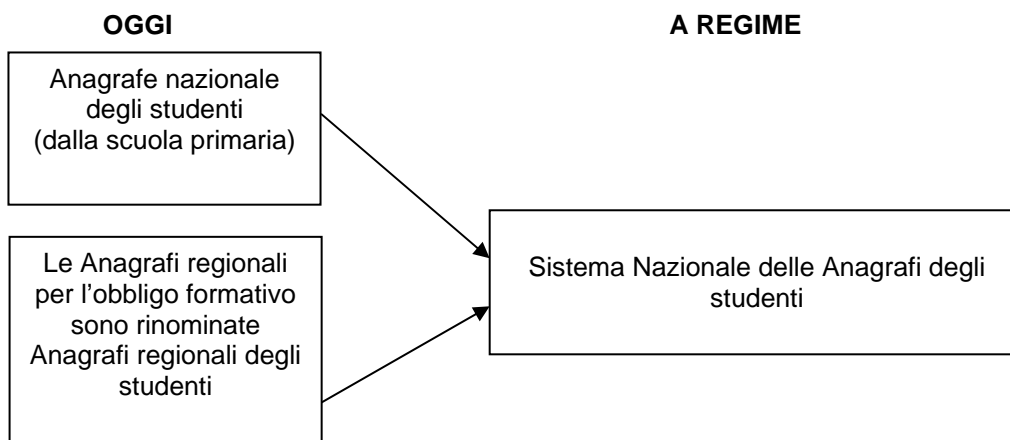 OGGI
A REGIME
Anagrafe nazionale
degli studenti
(dalla scuola primaria)
Le Anagrafi regionali
per l’obbligo formativo
sono rinominate
Anagrafi regionali degli
studenti
Sistema Nazionale delle Anagrafi degli
studenti